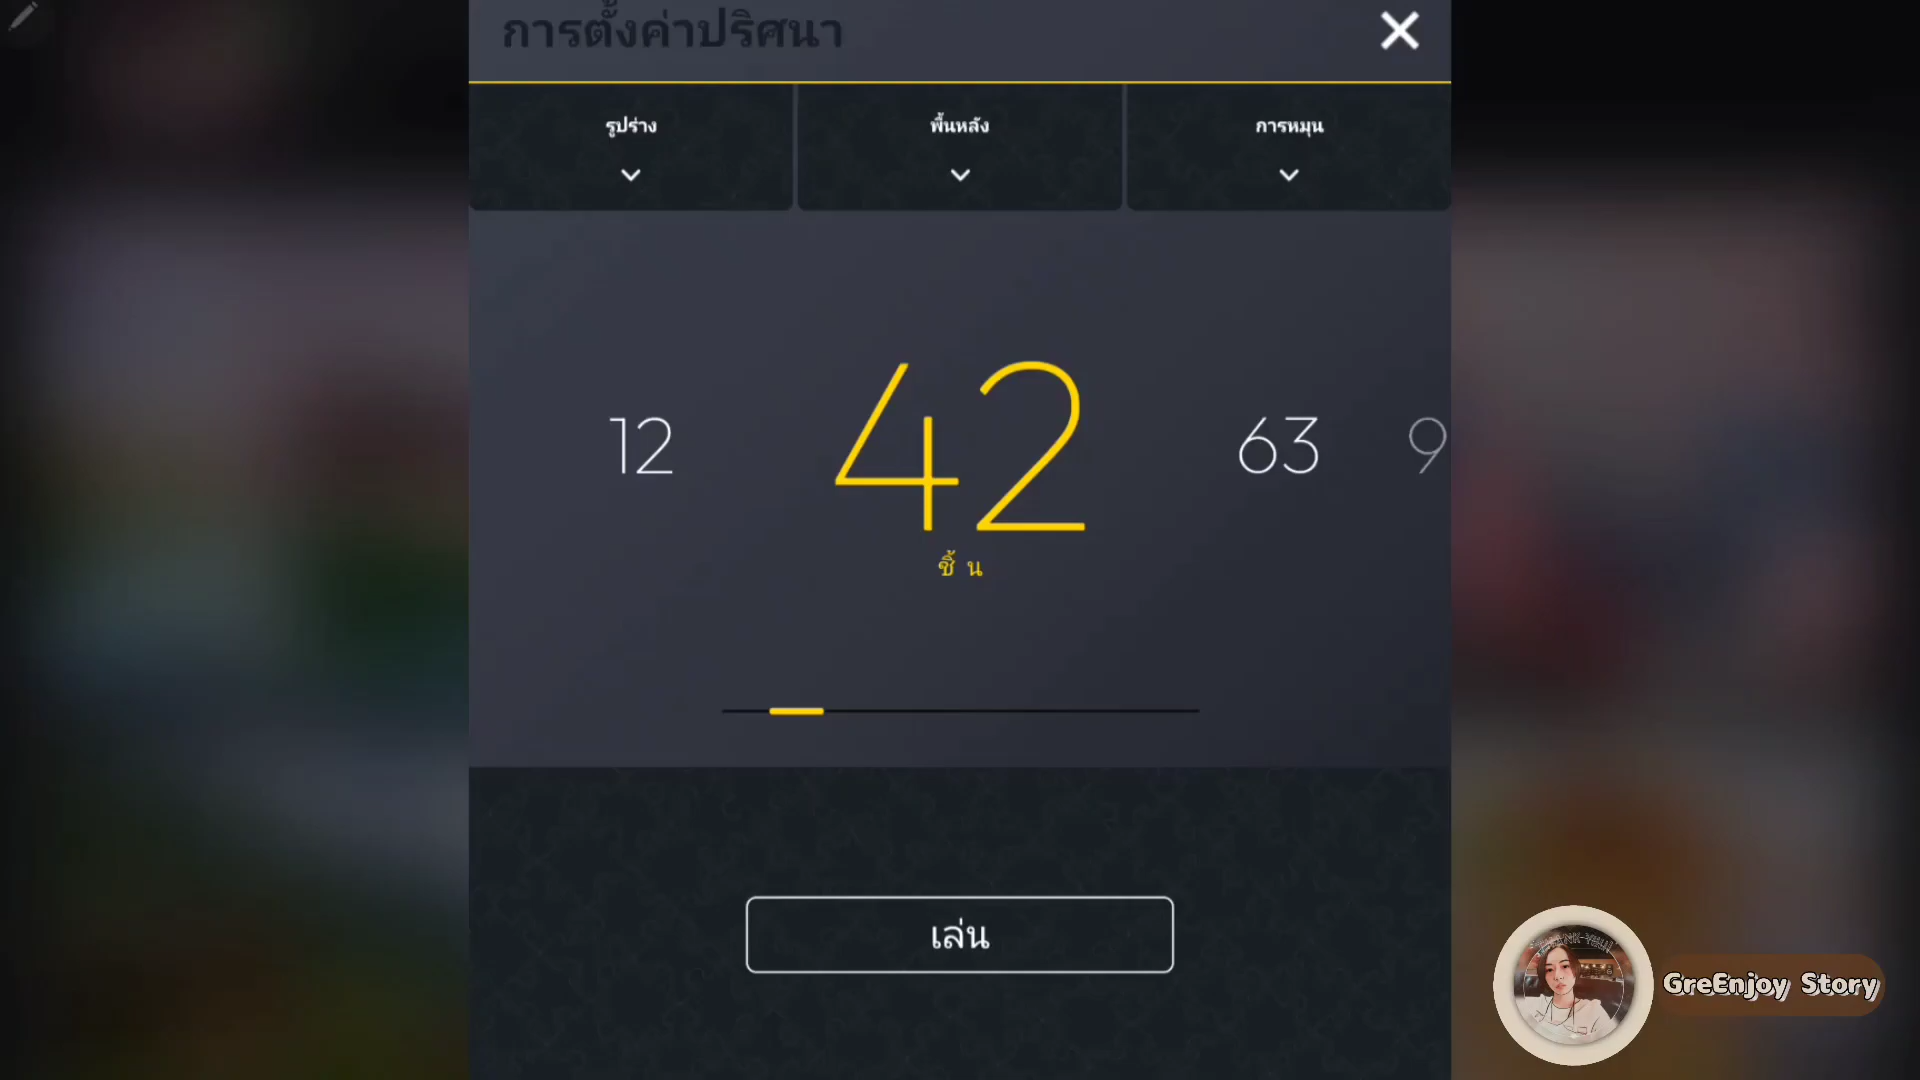 การตั้งค่าปริศนา
รูปร่าง
พื้นหลัง
การหมุน
12
42
63
9
ชิ้น
เล่น
GreEnjoy Story